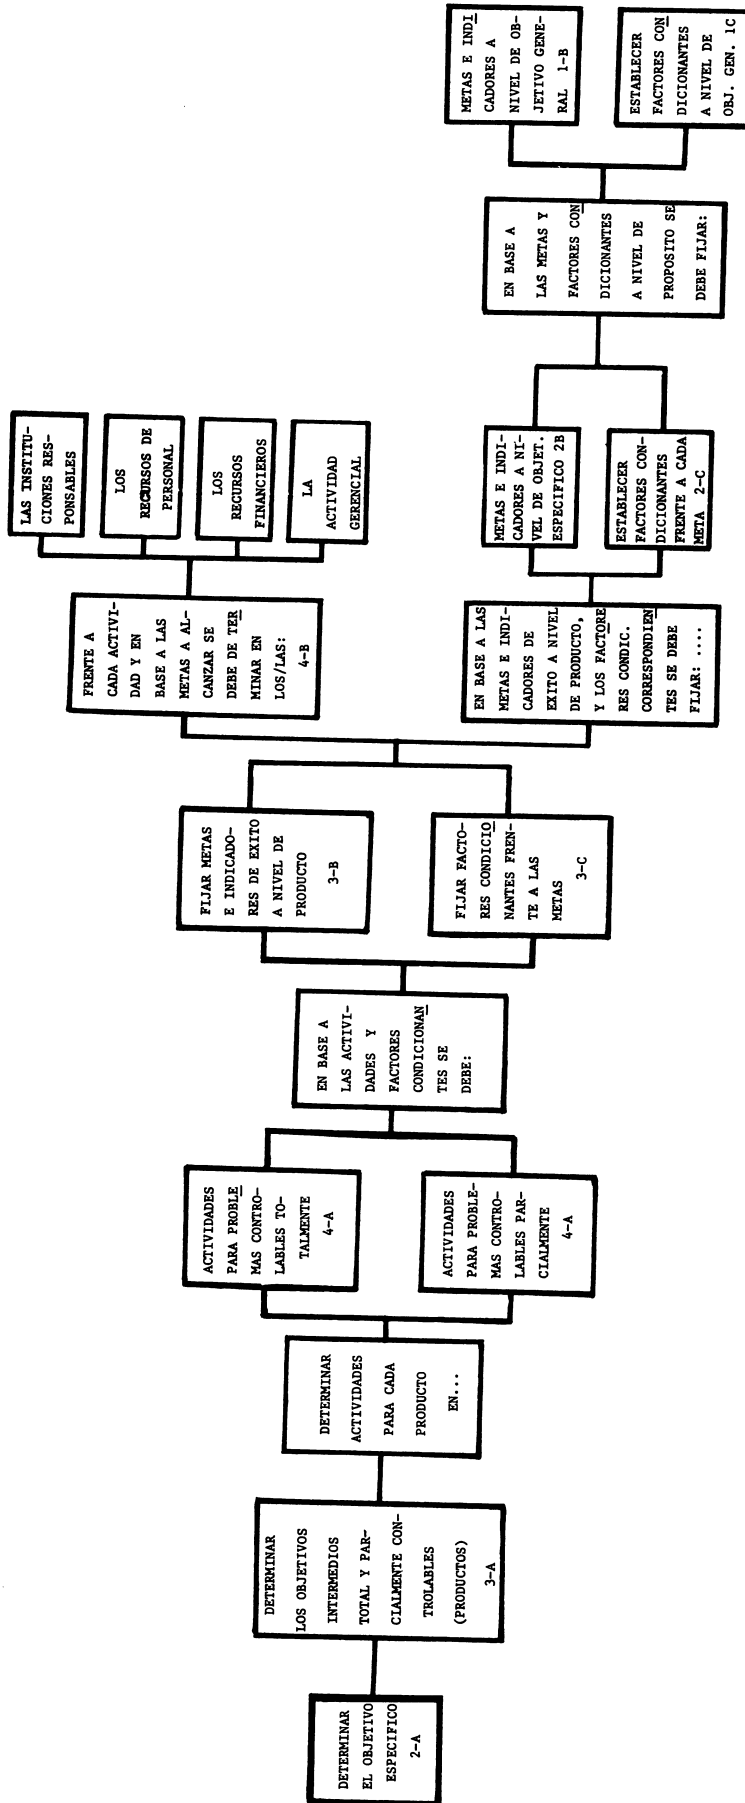 DETERMINAR
EL OBJETIVO
ESPECIFICO
2-A
DETERMINAR
LOS OBJETIVOS
INTERMEDIOS
TOTAL Y PAR-
CIALMENTE CON-
TROLABLES
(PRODUCTOS)
3-A
DETERMINAR
ACTIVIDADES
PARA CADA
PRODUCTO
EN...
ACTIVIDADES
PARA PROBLE
MAS CONTRO-
LABLES TO-
TALMENTE
4-A
ACTIVIDADES
PARA PROBLE-
MAS CONTRO-
LABLES PAR-
CIALMENTE
4-A
EN BASE A
LAS ACTIVI-
DADES Y
FACTORES
CONDICIONAN
TES SE
DEBE:
FIJAR METAS
E INDICADO-
RES DE EXITO
A NIVEL DE
PRODUCTO
3-B
FIJAR FACTO-
RES CONDICIO
NANTES FREN-
TE A LAS
METAS
3-C
FRENTE A
CADA ACTIVI-
DAD Y EN
BASE A LAS
METAS A AL-
CANZAR SE
DEBE DE TER
MINAR EN
LOS/LAS:
4-B
LAS INSTITU-
CIONES RES-
PONSABLES
LOS
RECURSOS DE
PERSONAL
LOS
RECURSOS
FINANCIEROS
LA
ACTIVIDAD
GERENCIAL
EN BASE A LAS
METAS E INDI-
CADORES DE
EXITO A NIVEL
DE PRODUCTO,
Y LOS FACTORE
RES CONDIC.
CORRESPONDIEN
TES SE DEBE
FIJAR: ....
METAS E INDI-
CADORES A NI-
VEL DE OBJET.
ESPECIFICO 2B
ESTABLECER
FACTORES CON-
DICIONANTES
FRENTE A CADA
META 2-C
EN BASE A
LAS METAS Y
FACTORES CON
DICIONANTES
A NIVEL DE
PROPOSITO SE
DEBE FIJAR:
METAS E INDI
CADORES A
NIVEL DE OB-
JETIVO GENE-
RAL 1-B
ESTABLECER
FACTORES CON
DICIONANTES
A NIVEL DE
OBJ. GEN. 1C